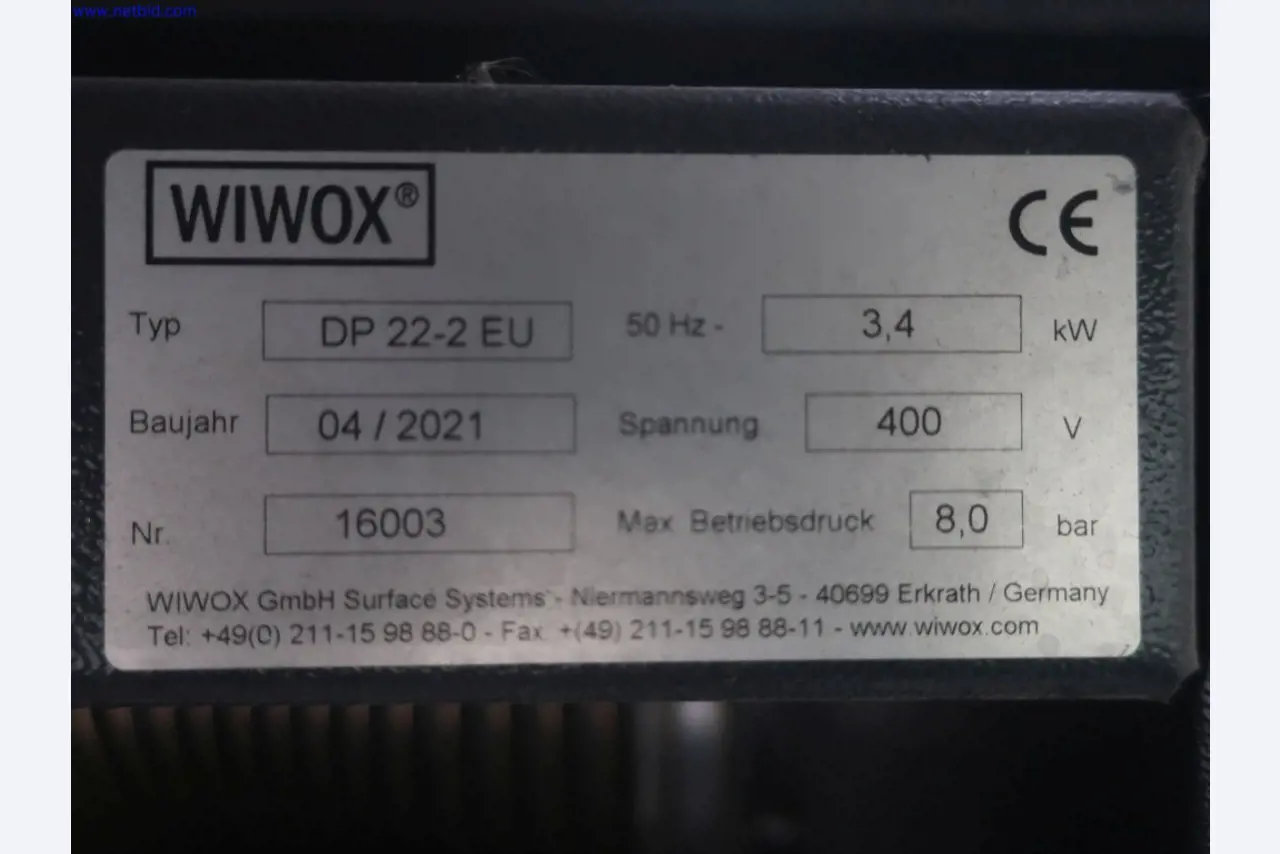 www.netbid.com
WIWOX®
CE
Typ DP 22-2 EU 50 Hz - 3,4 kW
Baujahr 04 / 2021 Spannung 400 V
Nr. 16003 Max Betriebsdruck 8,0 bar
WIWOX GmbH Surface Systems - Niermannsweg 3-5 - 40699 Erkrath / Germany
Tel: +49(0) 211-15 98 88-0 - Fax. +(49) 211-15 98 88-11 - www.wiwox.com